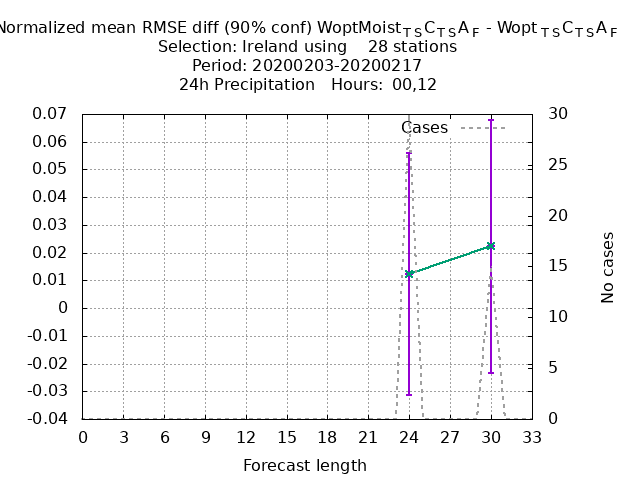 Normalized mean RMSE diff (90% conf) WoptMoist T S C T S A F - Wopt T S C T S A F
Selection: Ireland using 28 stations
Period: 20200203-20200217
24h Precipitation Hours: 00,12
Cases
0.07
0.06
0.05
0.04
0.03
0.02
0.01
0
-0.01
-0.02
-0.03
-0.04
30
25
20
15
10
5
0
No cases
0 3 6 9 12 15 18 21 24 27 30 33
Forecast length